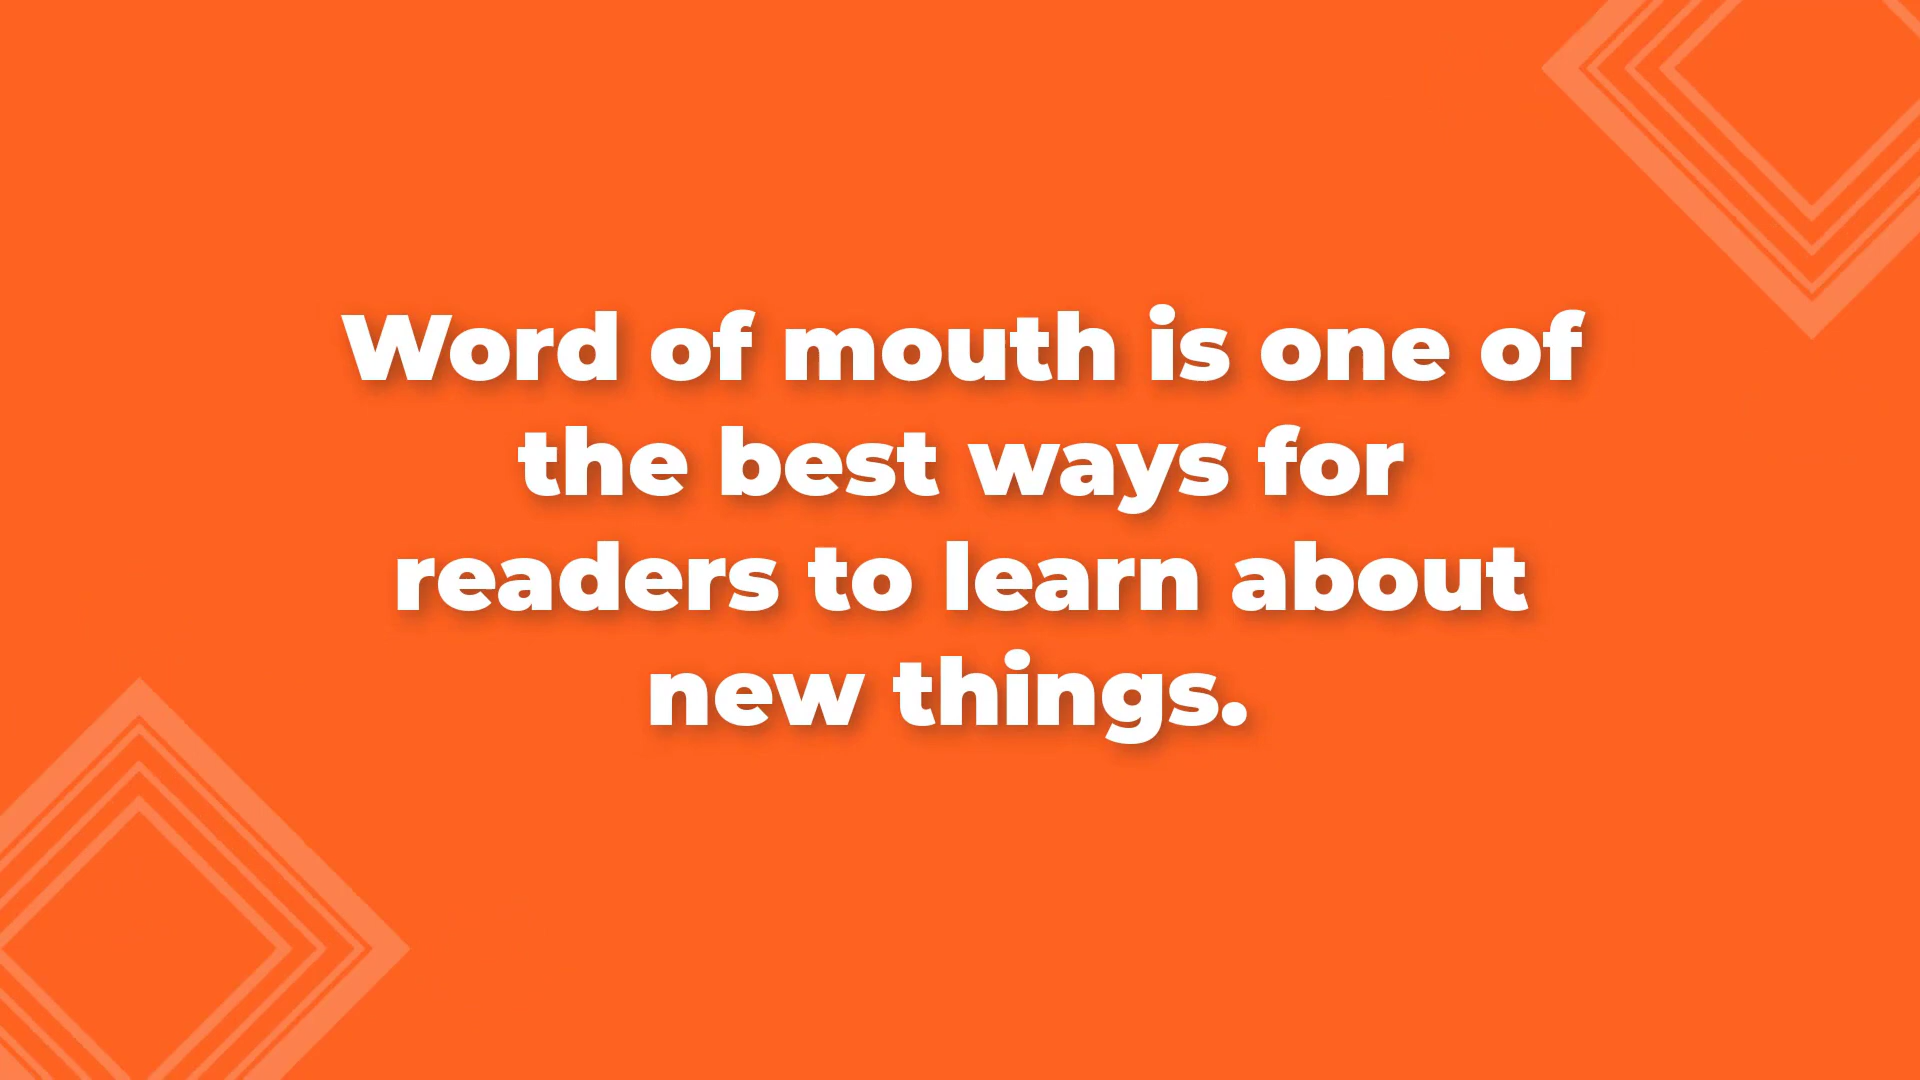 Word of mouth is one of
the best ways for
readers to learn about
new things.